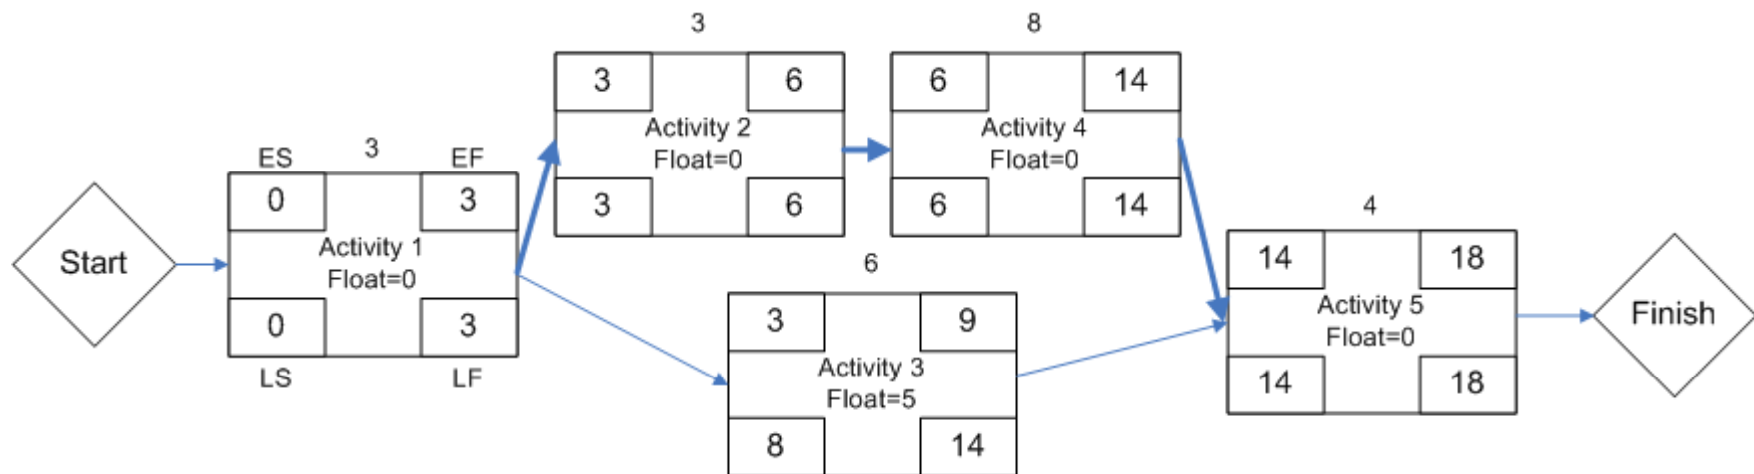 Start
ES 3 EF
0 3
Activity 1
Float=0
0 3
LS LF
3
3 6
Activity 2
Float=0
3 6
8
6 14
Activity 4
Float=0
6 14
6
3 9
Activity 3
Float=5
8 14
4
14 18
Activity 5
Float=0
14 18
Finish